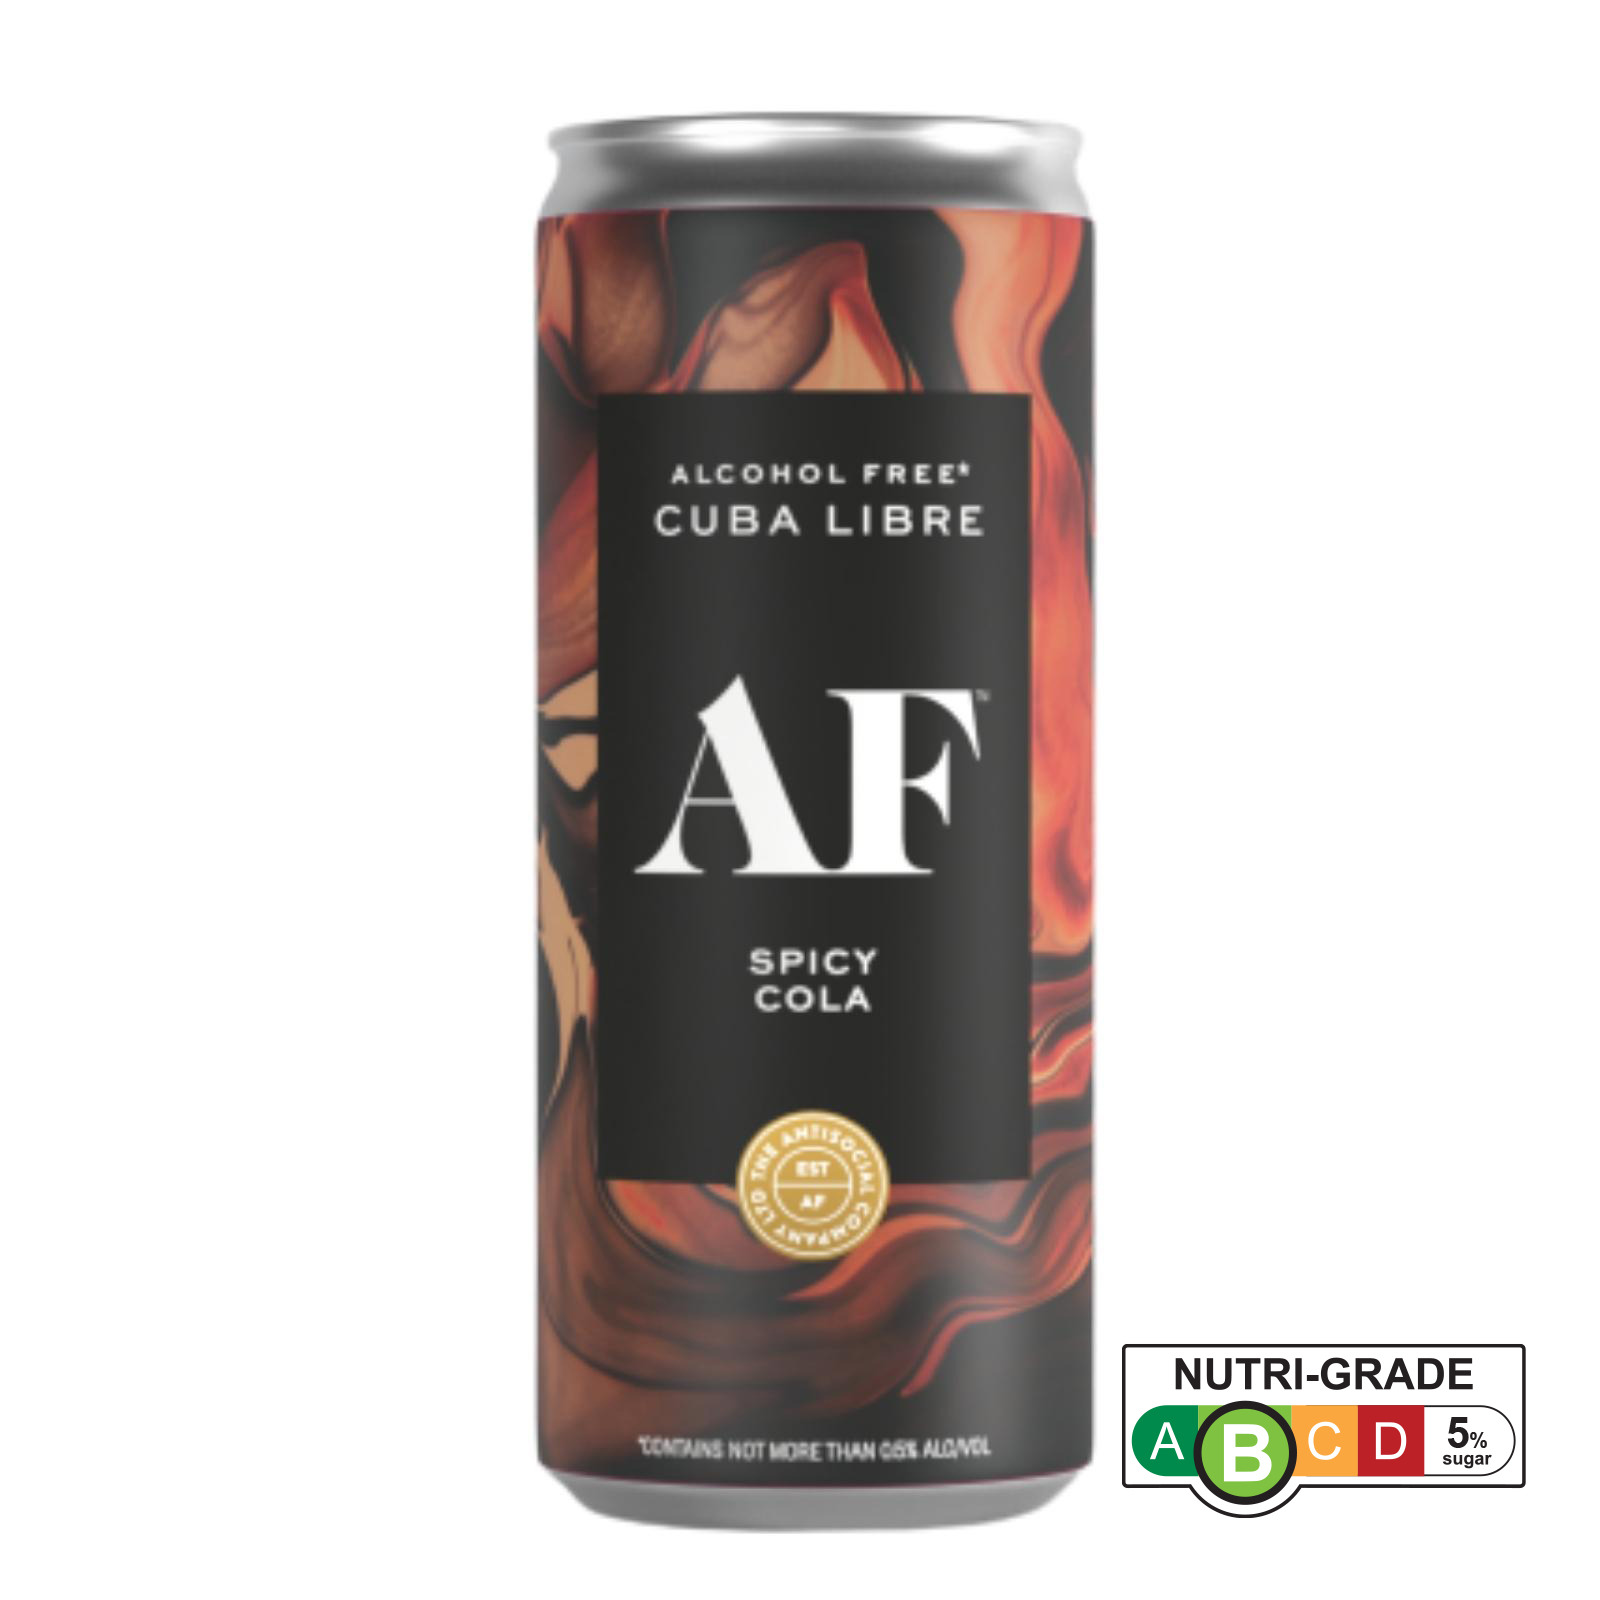 ALCOHOL FREE*
CUBA LIBRE
AF™
SPICY
COLA
THE ANTISOCIAL COMPANY LTD
EST
AF
*CONTAINS NOT MORE THAN 0.5% ALC/VOL
NUTRI-GRADE
A B C D 5% sugar